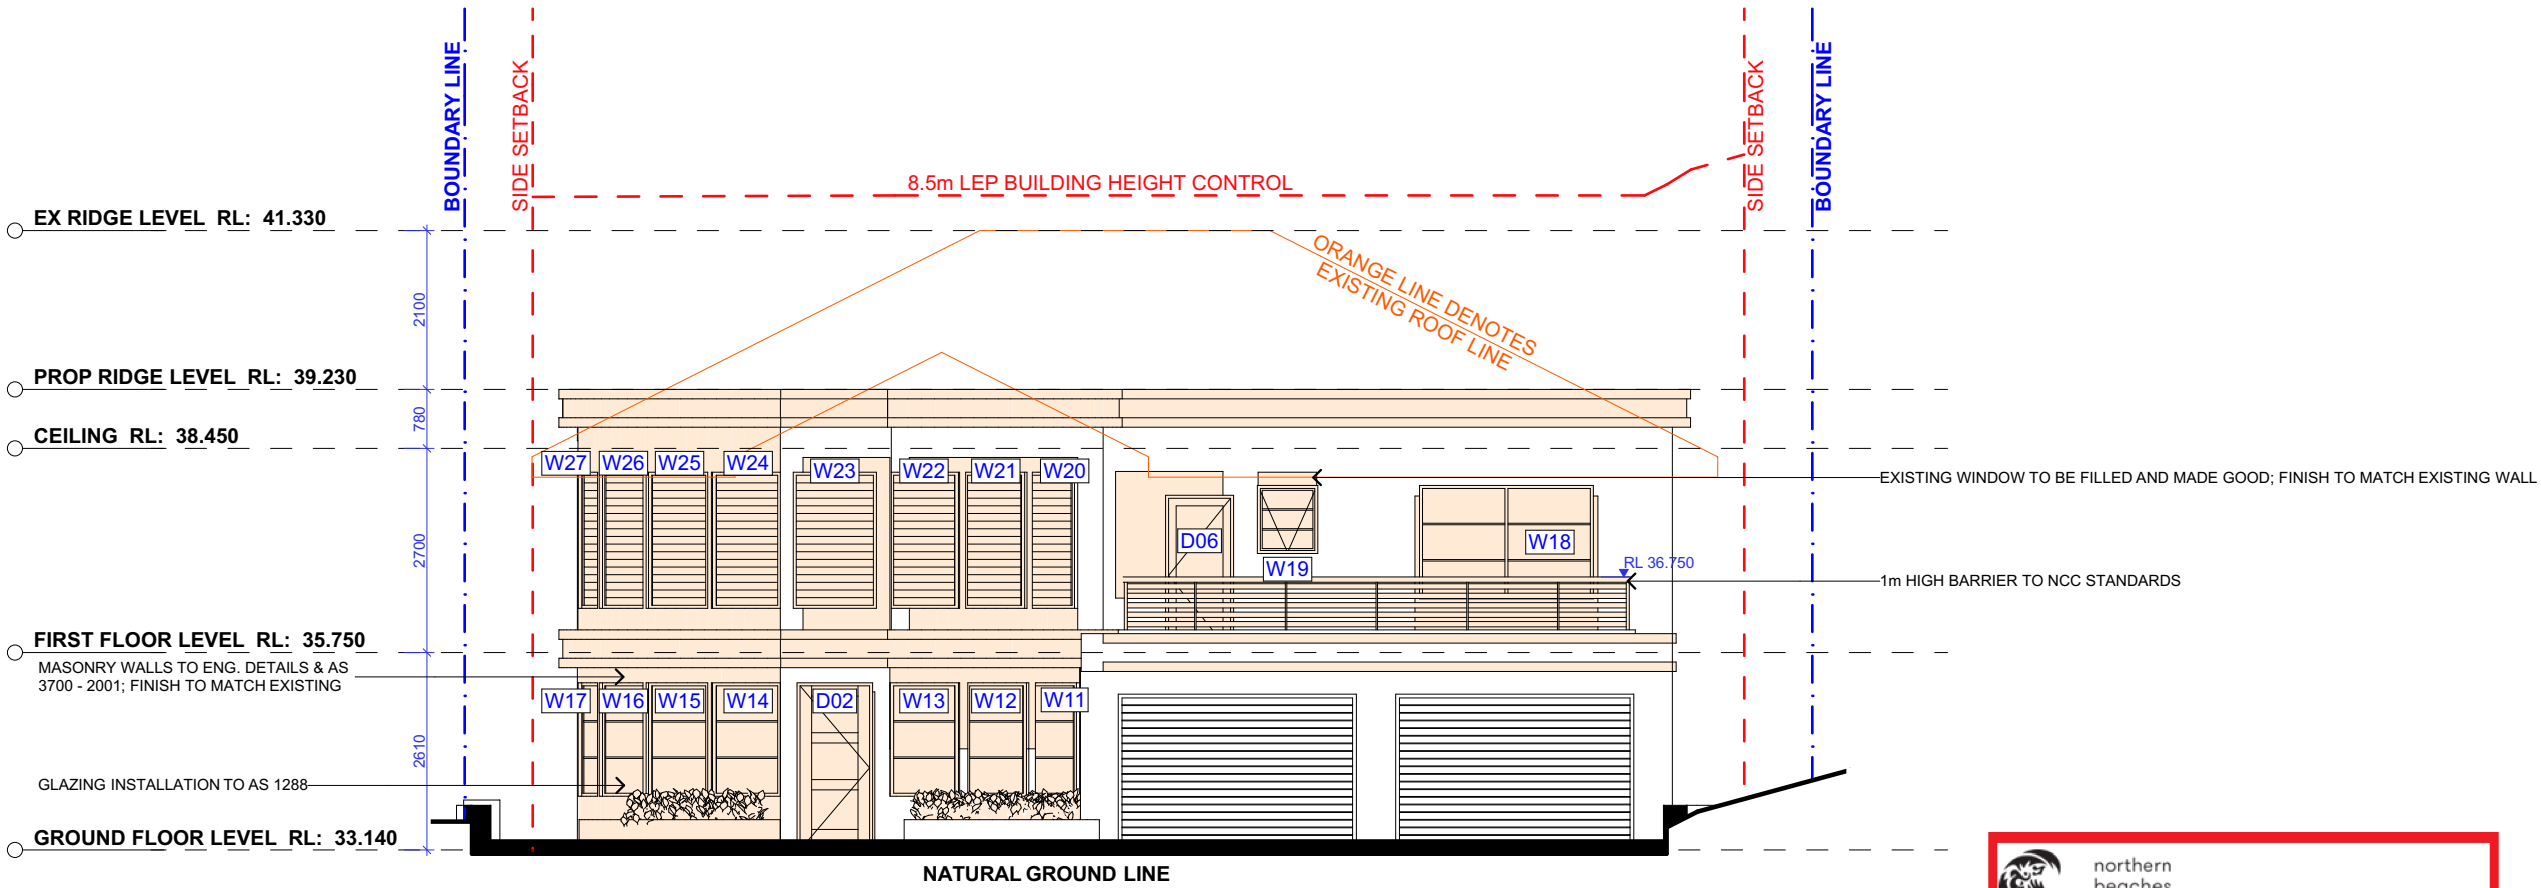 BOUNDARY LINE
SIDE SETBACK
SIDE SETBACK
BOUNDARY LINE
8.5m LEP BUILDING HEIGHT CONTROL
EX RIDGE LEVEL RL: 41.330
ORANGE LINE DENOTES
EXISTING ROOF LINE
2100
PROP RIDGE LEVEL RL: 39.230
780
CEILING RL: 38.450
W27
W26
W25
W24
W23
W22
W21
W20
EXISTING WINDOW TO BE FILLED AND MADE GOOD; FINISH TO MATCH EXISTING WALL
2700
D06
W19
W18
RL 36.750
1m HIGH BARRIER TO NCC STANDARDS
FIRST FLOOR LEVEL RL: 35.750
MASONRY WALLS TO ENG. DETAILS & AS
3700 - 2001; FINISH TO MATCH EXISTING
W17
W16
W15
W14
D02
W13
W12
W11
2610
GLAZING INSTALLATION TO AS 1288
GROUND FLOOR LEVEL RL: 33.140
NATURAL GROUND LINE
northern
beaches